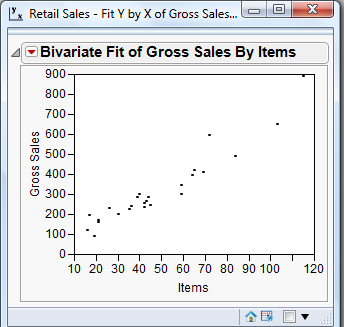 Retail Sales - Fit Y by X of Gross Sales...
Bivariate Fit of Gross Sales By Items
900
800
700
600
500
400
300
200
100
0
Gross Sales
10 20 30 40 50 60 70 80 90 100 120
Items